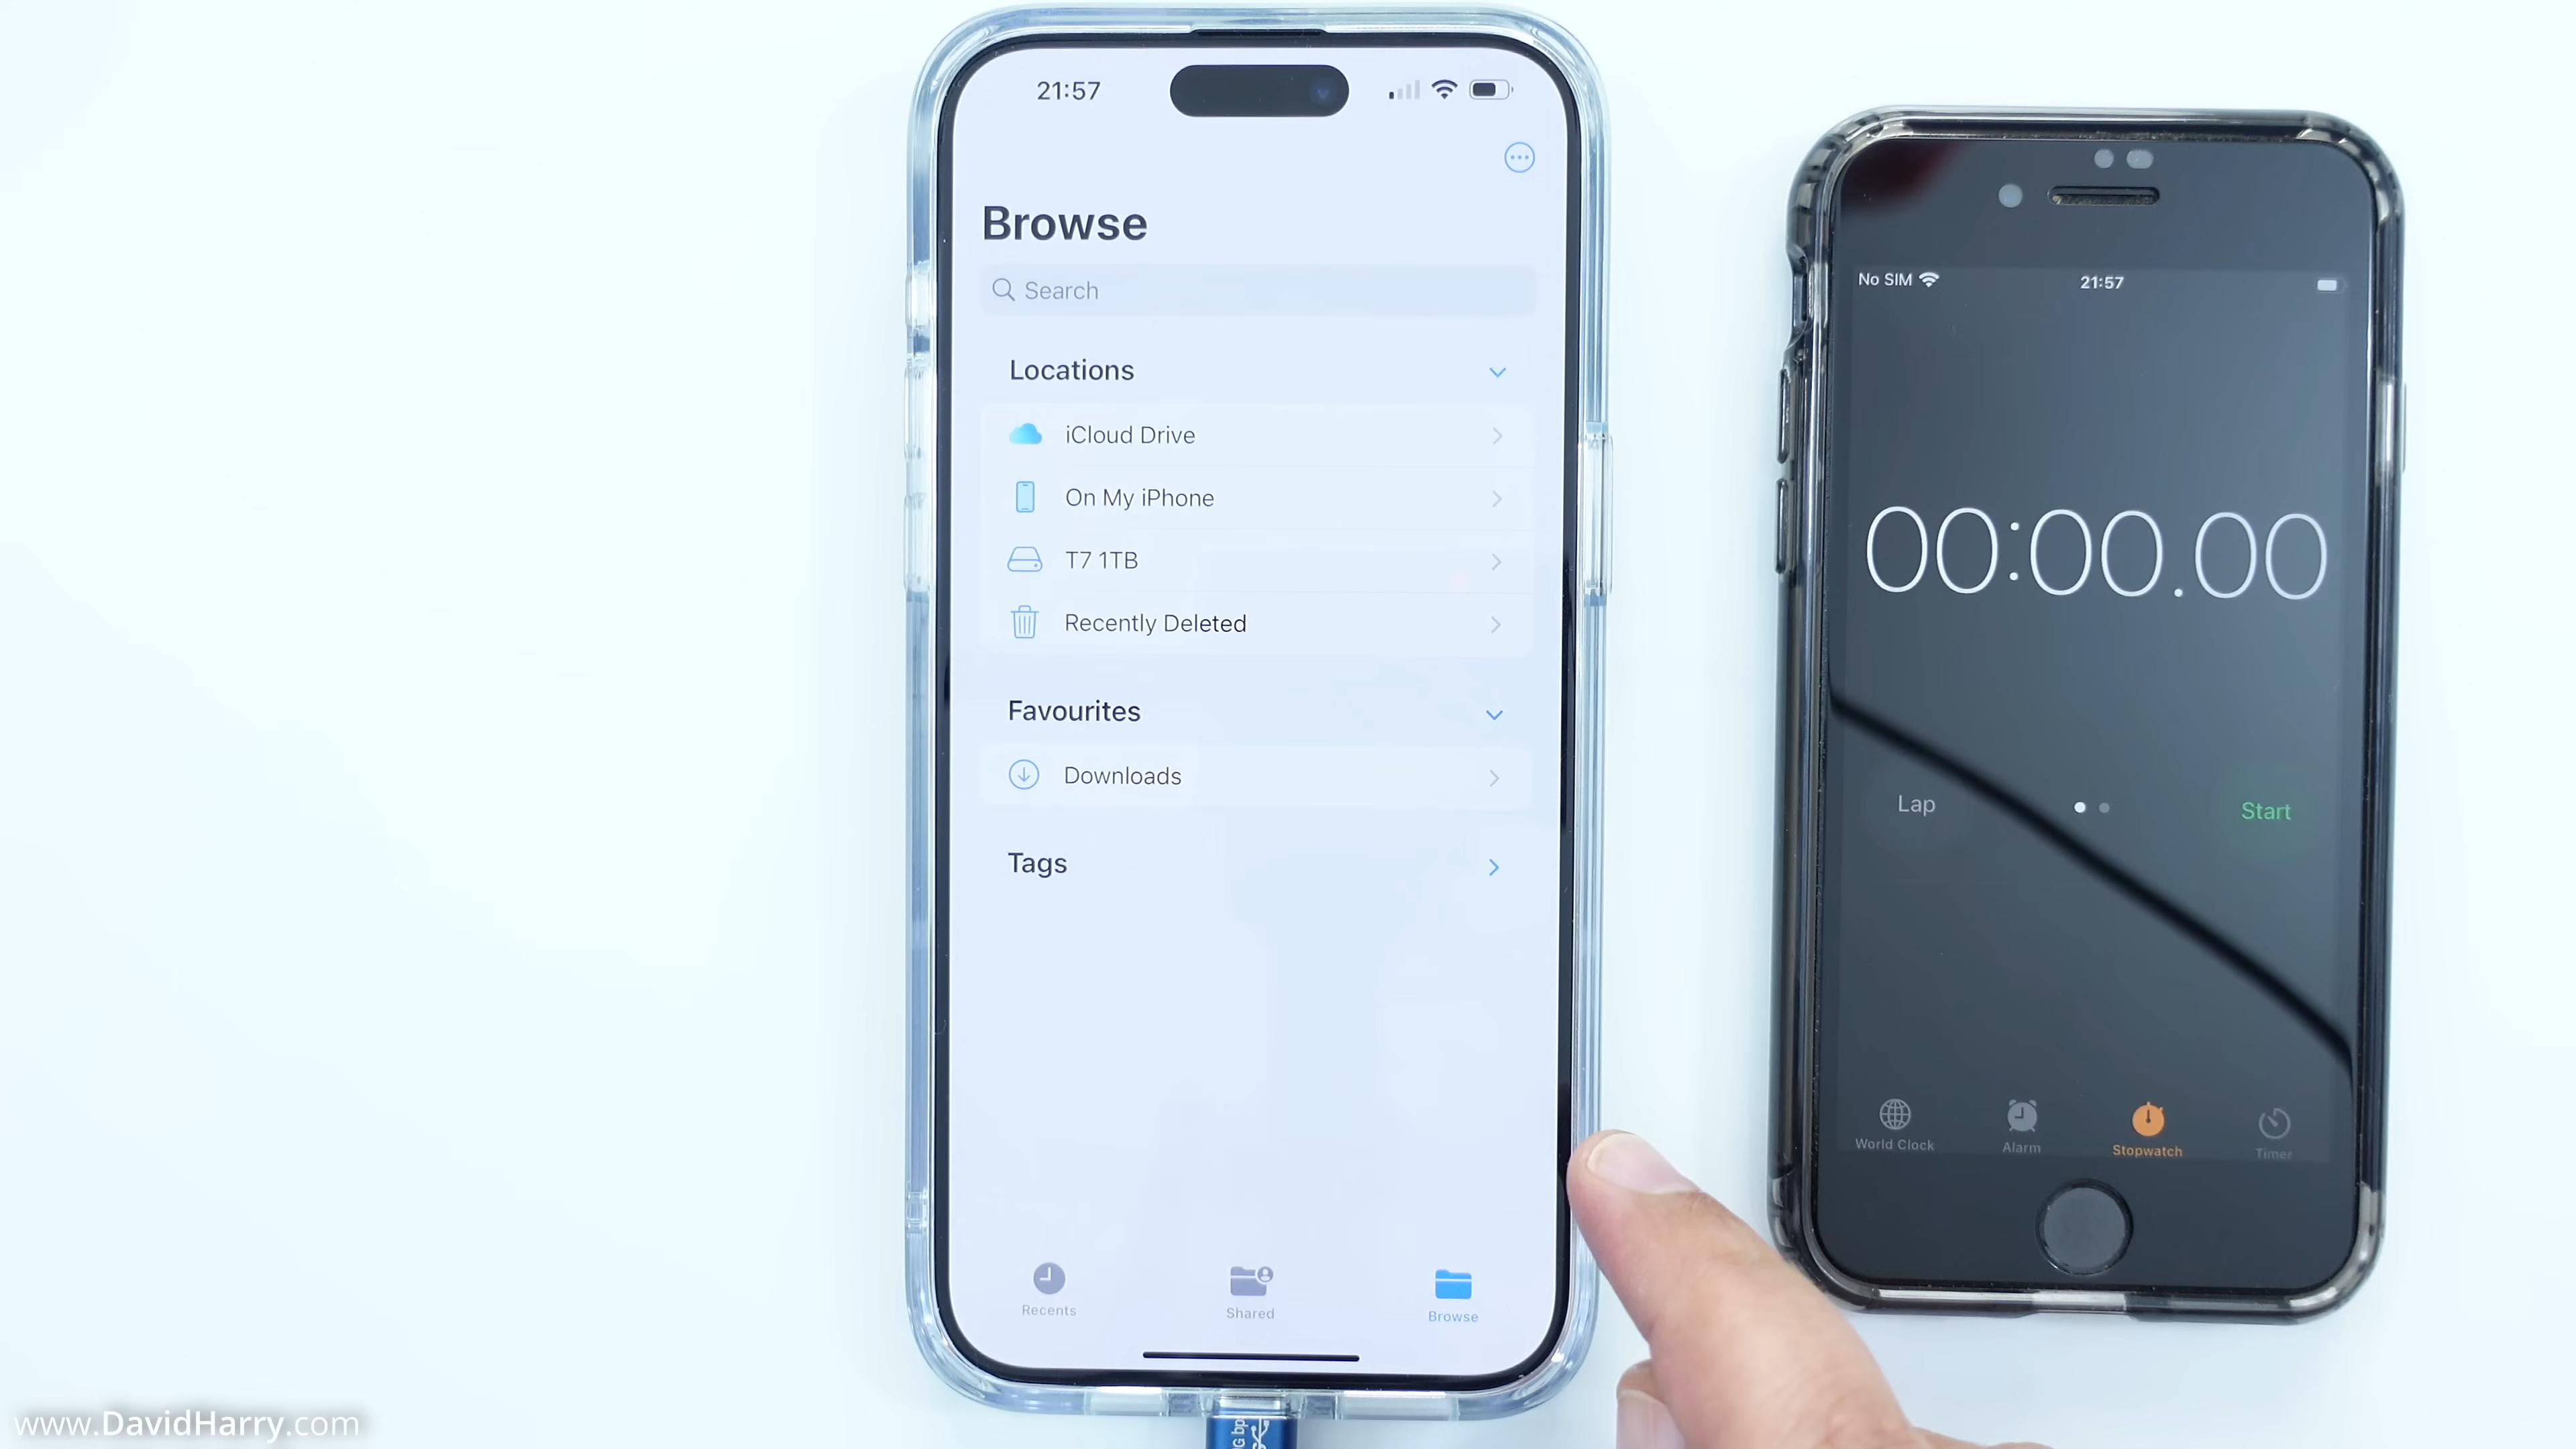 21:57
Browse
Search
Locations
iCloud Drive
On My iPhone
T7 1TB
Recently Deleted
Favourites
Downloads
Tags
Recents
Shared
Browse
No SIM
21:57
00:00.00
Lap
Start
World Clock
Alarm
Stopwatch
Timer
www.DavidHarry.com